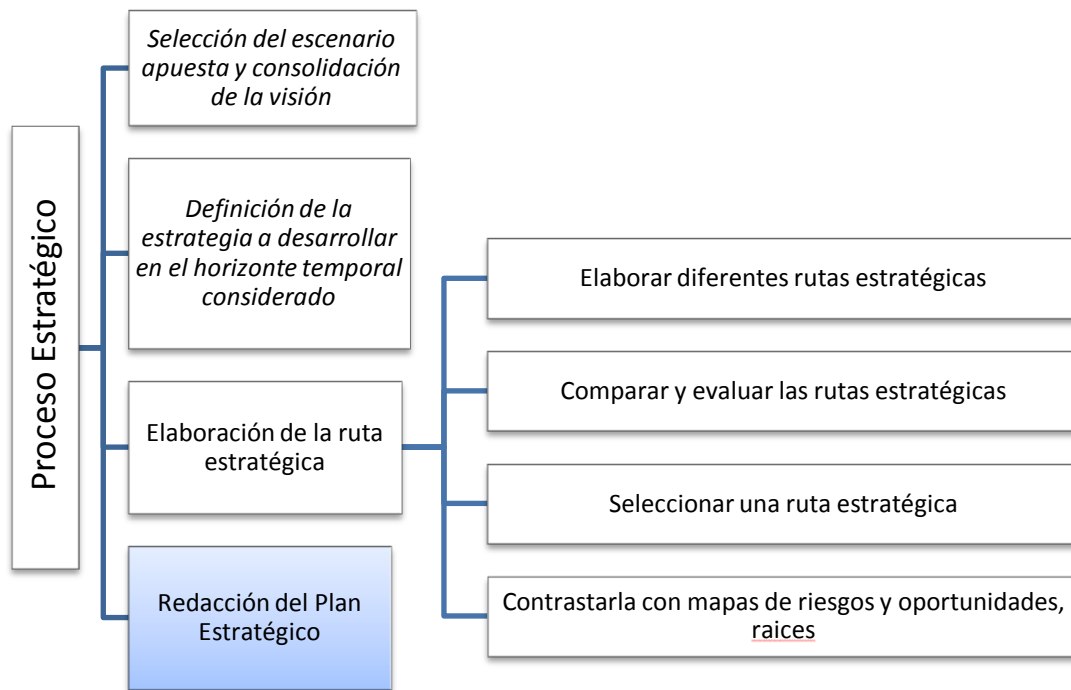 Proceso Estratégico
Selección del escenario
apuesta y consolidación
de la visión
Definición de la
estrategia a desarrollar
en el horizonte temporal
considerado
Elaboración de la ruta
estratégica
Redacción del Plan
Estratégico
Elaborar diferentes rutas estratégicas
Comparar y evaluar las rutas estratégicas
Seleccionar una ruta estratégica
Contrastarla con mapas de riesgos y oportunidades,
raices